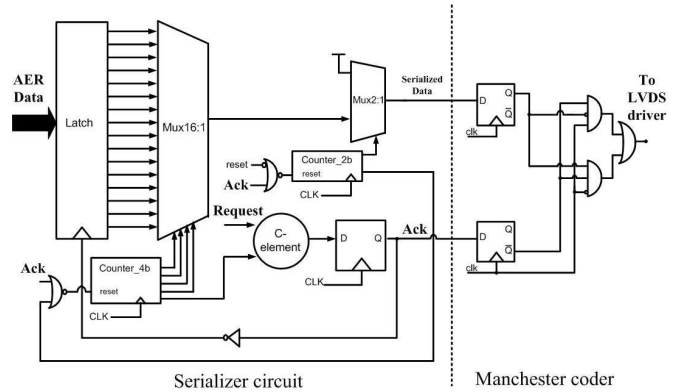 AER
Data
Latch
Mux16:1
Mux2:1
Serialized
Data
D
Q
Q
clk
To
LVDS
driver
reset
Ack
Counter_2b
reset
CLK
Request
C-
element
D
Q
CLK
Ack
D
Q
Q
clk
Ack
Counter_4b
reset
CLK
Serializer circuit
Manchester coder